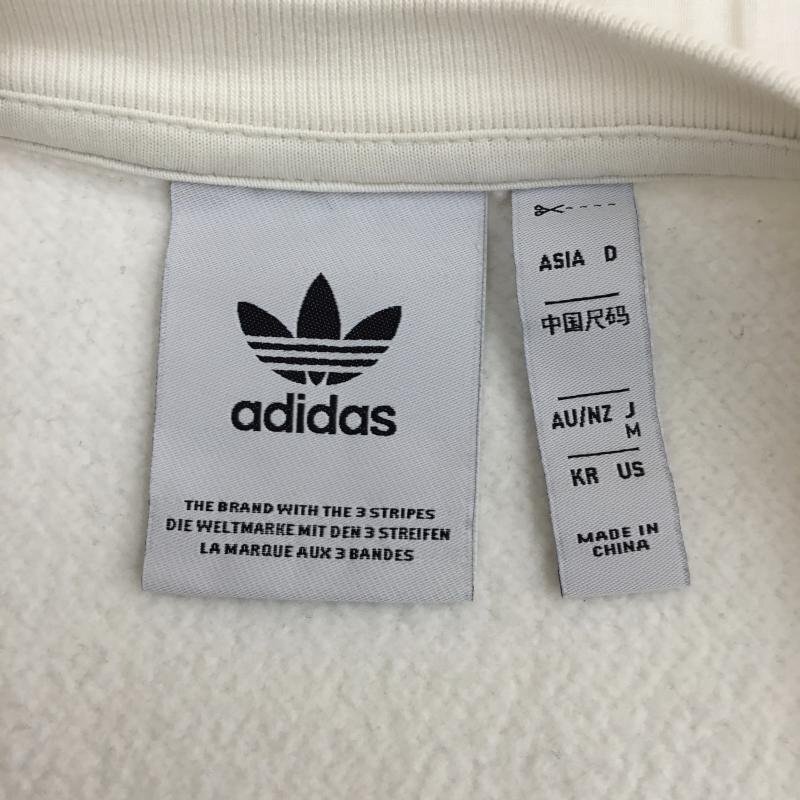 adidas
THE BRAND WITH THE 3 STRIPES
DIE WELTMARKE MIT DEN 3 STREIFEN
LA MARQUE AUX 3 BANDES
ASIA D
中国尺码
AU/NZ J
M
KR US
MADE IN
CHINA